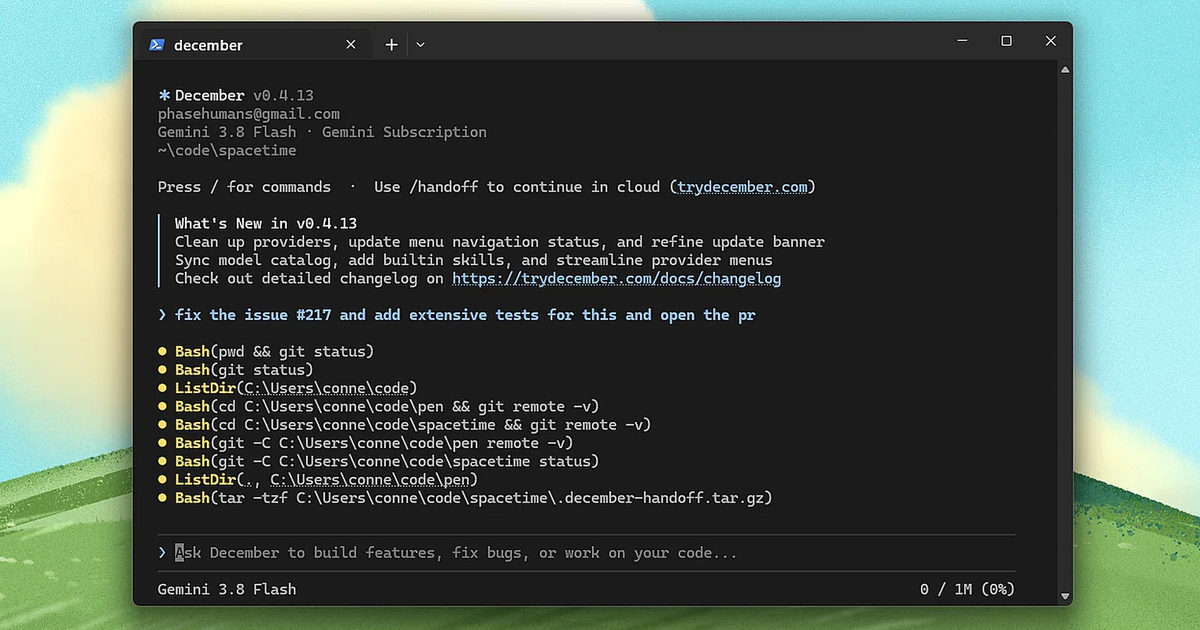 december
* December v0.4.13
phasehumans@gmail.com
Gemini 3.8 Flash · Gemini Subscription
~\code\spacetime
Press / for commands · Use /handoff to continue in cloud (trydecember.com)
What's New in v0.4.13
Clean up providers, update menu navigation status, and refine update banner
Sync model catalog, add builtin skills, and streamline provider menus
Check out detailed changelog on https://trydecember.com/docs/changelog
❯ fix the issue #217 and add extensive tests for this and open the pr
● Bash(pwd && git status)
● Bash(git status)
● ListDir(C:\Users\conne\code)
● Bash(cd C:\Users\conne\code\pen && git remote -v)
● Bash(cd C:\Users\conne\code\spacetime && git remote -v)
● Bash(git -C C:\Users\conne\code\pen remote -v)
● Bash(git -C C:\Users\conne\code\spacetime status)
● ListDir(., C:\Users\conne\code\pen)
● Bash(tar -tzf C:\Users\conne\code\spacetime\.december-handoff.tar.gz)
❯ Ask December to build features, fix bugs, or work on your code...
Gemini 3.8 Flash 0 / 1M (0%)